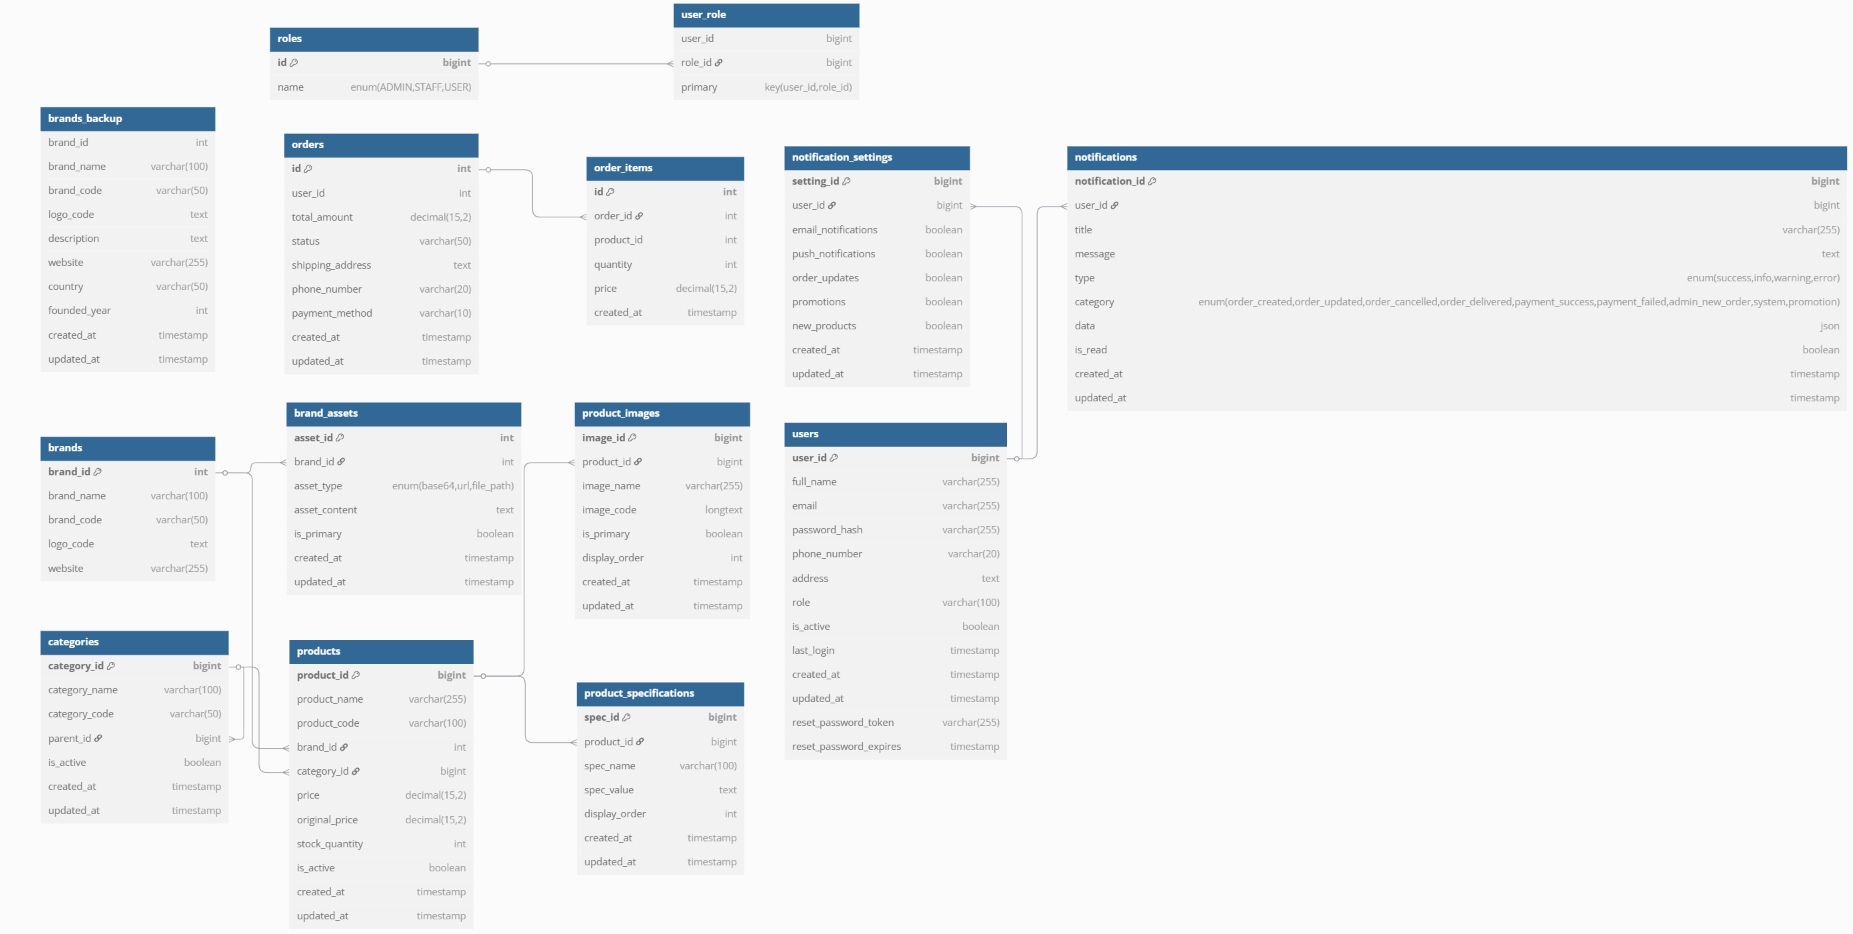 user_role
user_id bigint
role_id bigint
primary key(user_id,role_id)
roles
id bigint
name enum(ADMIN,STAFF,USER)
brands_backup
brand_id int
brand_name varchar(100)
brand_code varchar(50)
logo_code text
description text
website varchar(255)
country varchar(50)
founded_year int
created_at timestamp
updated_at timestamp
orders
id int
user_id int
total_amount decimal(15,2)
status varchar(50)
shipping_address text
phone_number varchar(20)
payment_method varchar(10)
created_at timestamp
updated_at timestamp
order_items
id int
order_id int
product_id int
quantity int
price decimal(15,2)
created_at timestamp
notification_settings
setting_id bigint
user_id bigint
email_notifications boolean
push_notifications boolean
order_updates boolean
promotions boolean
new_products boolean
created_at timestamp
updated_at timestamp
notifications
notification_id bigint
user_id bigint
title varchar(255)
message text
type enum(success,info,warning,error)
category enum(order_created,order_updated,order_cancelled,order_delivered,payment_success,payment_failed,admin_new_order,system,promotion)
data json
is_read boolean
created_at timestamp
updated_at timestamp
brands
brand_id int
brand_name varchar(100)
brand_code varchar(50)
logo_code text
website varchar(255)
brand_assets
asset_id int
brand_id int
asset_type enum(base64,url,file_path)
asset_content text
is_primary boolean
created_at timestamp
updated_at timestamp
product_images
image_id bigint
product_id bigint
image_name varchar(255)
image_code longtext
is_primary boolean
display_order int
created_at timestamp
updated_at timestamp
users
user_id bigint
full_name varchar(255)
email varchar(255)
password_hash varchar(255)
phone_number varchar(20)
address text
role varchar(100)
is_active boolean
last_login timestamp
created_at timestamp
updated_at timestamp
reset_password_token varchar(255)
reset_password_expires timestamp
categories
category_id bigint
category_name varchar(100)
category_code varchar(50)
parent_id bigint
is_active boolean
created_at timestamp
updated_at timestamp
products
product_id bigint
product_name varchar(255)
product_code varchar(100)
brand_id int
category_id bigint
price decimal(15,2)
original_price decimal(15,2)
stock_quantity int
is_active boolean
created_at timestamp
updated_at timestamp
product_specifications
spec_id bigint
product_id bigint
spec_name varchar(100)
spec_value text
display_order int
created_at timestamp
updated_at timestamp